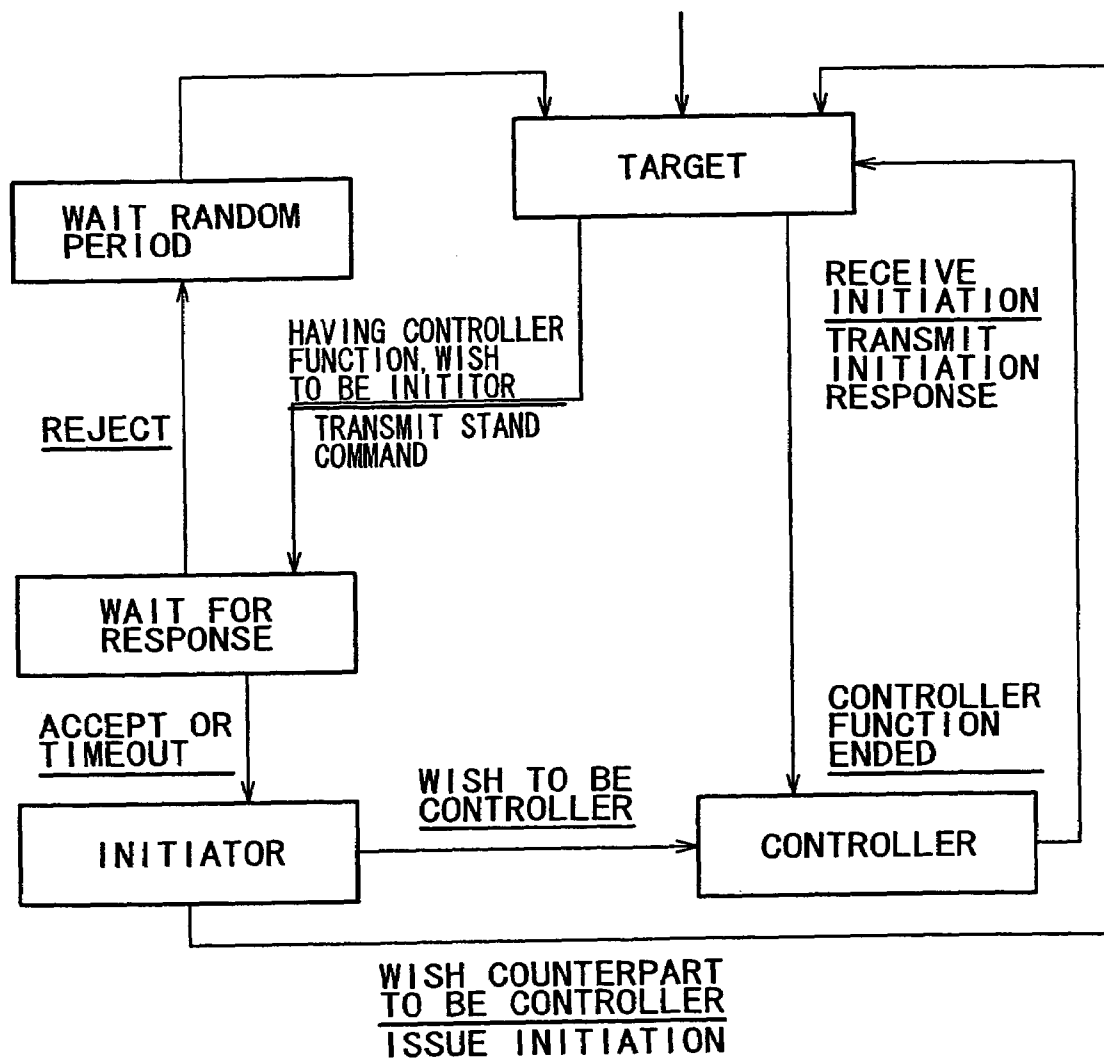 TARGET
WAIT RANDOM
PERIOD
RECEIVE
INITIATION
TRANSMIT
INITIATION
RESPONSE
HAVING CONTROLLER
FUNCTION, WISH
TO BE INITITOR
TRANSMIT STAND
COMMAND
REJECT
WAIT FOR
RESPONSE
ACCEPT OR
TIMEOUT
CONTROLLER
FUNCTION
ENDED
WISH TO BE
CONTROLLER
INITIATOR
CONTROLLER
WISH COUNTERPART
TO BE CONTROLLER
ISSUE INITIATION